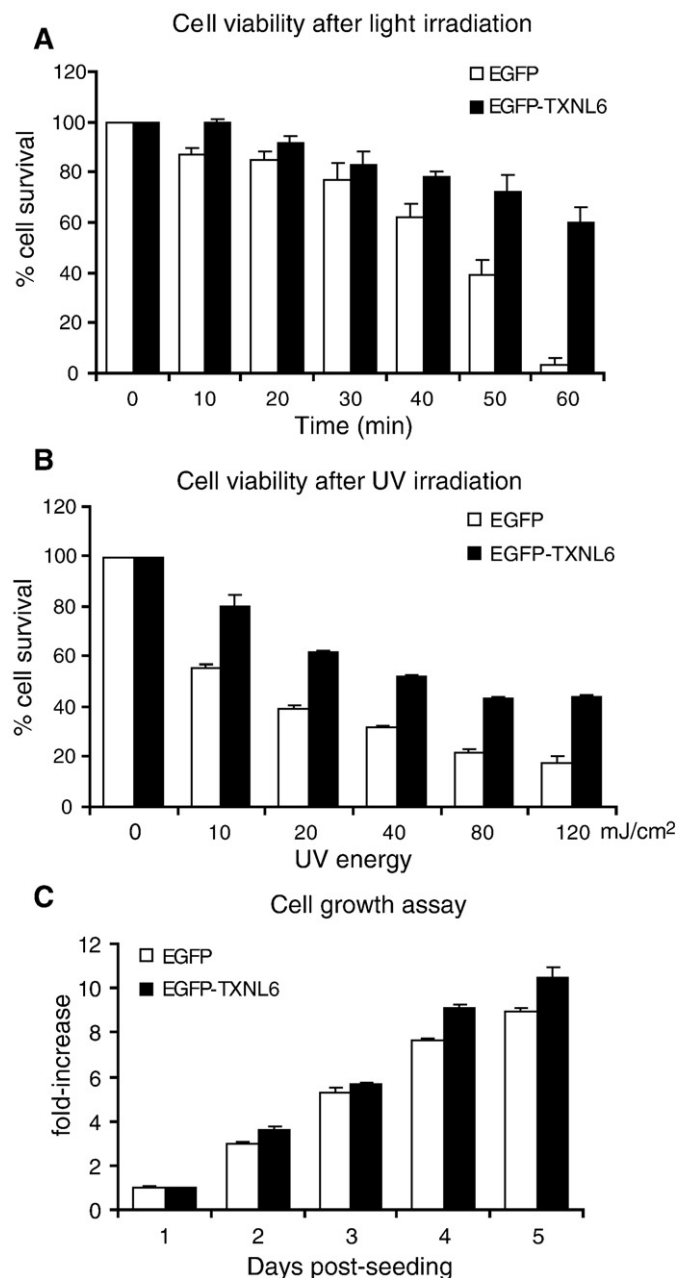 A
Cell viability after light irradiation
120
100
80
60
40
20
0
% cell survival
EGFP
EGFP-TXNL6
0 10 20 30 40 50 60
Time (min)
B
Cell viability after UV irradiation
120
100
80
60
40
20
0
% cell survival
EGFP
EGFP-TXNL6
0 10 20 40 80 120 mJ/cm²
UV energy
C
Cell growth assay
12
10
8
6
4
2
0
fold-increase
EGFP
EGFP-TXNL6
1 2 3 4 5
Days post-seeding